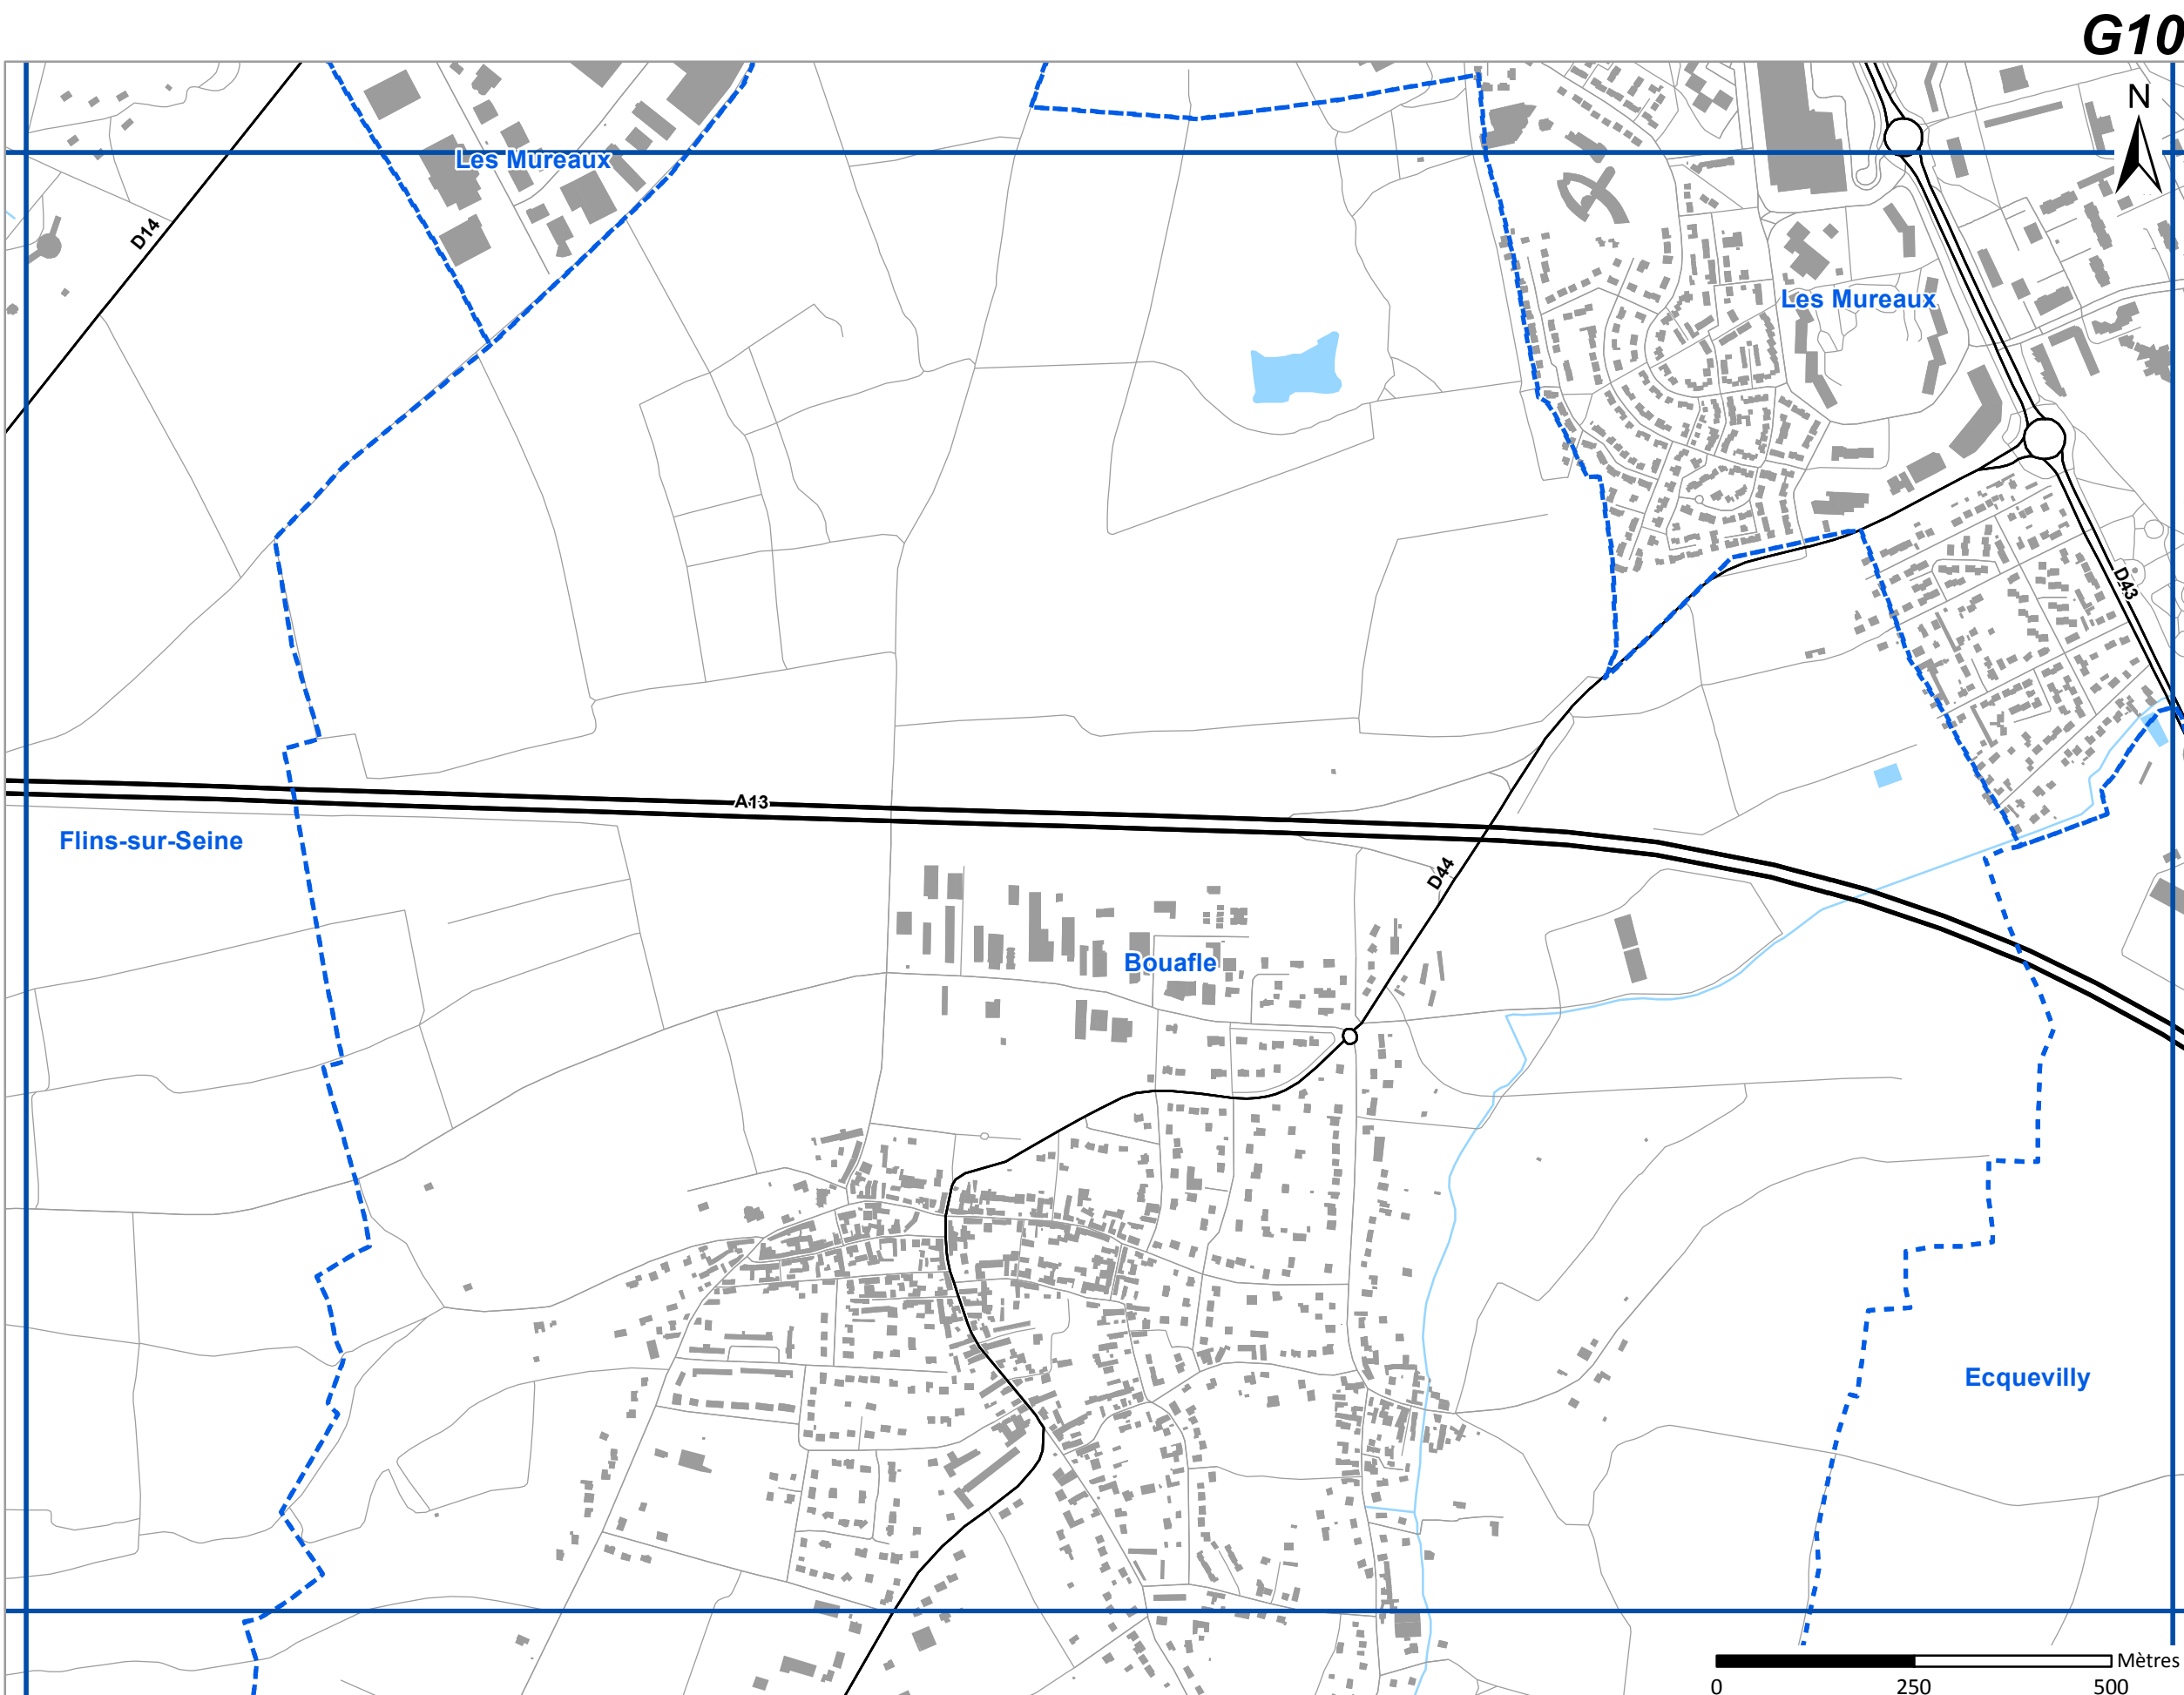 G10
N
Les Mureaux
D14
Les Mureaux
D43
A13
Flins-sur-Seine
D44
Bouafle
Ecquevilly
Mètres
0 250 500